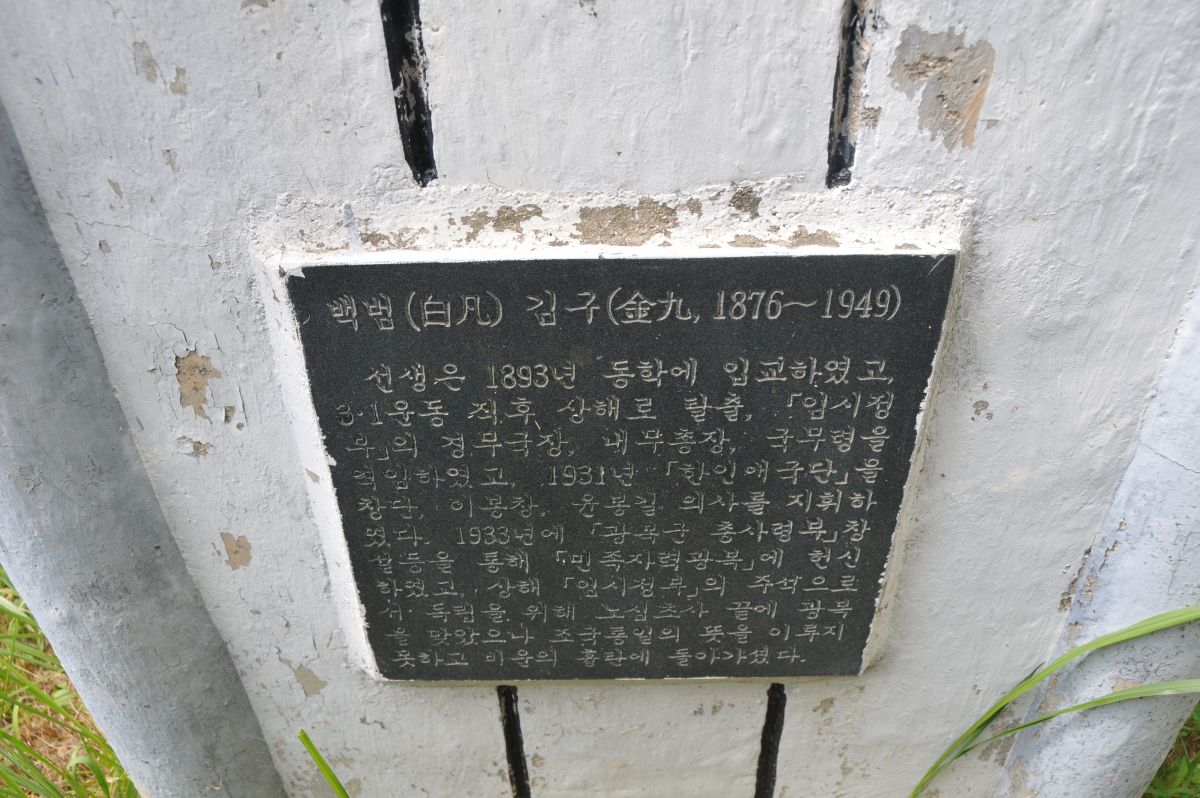 백범(白凡) 김구(金九, 1876~1949)
선생은 1893년 동학에 입교하였고,
3·1운동 직후 상해로 탈출, 「임시정
부」의 경무국장, 내무총장, 국무령을
역임하였고, 1931년 「한인애국단」을
창단, 이봉창, 윤봉길 의사를 지휘하
였다. 1933년에 「광복군 총사령부」창
설등을 통해 「민족자력광복」에 헌신
하였고, 상해 「임시정부」의 주석으로
서 독립을 위해 노심초사 끝에 광복
을 맞았으나 조국통일의 뜻을 이루지
못하고 비운의 흉탄에 돌아가셨다.